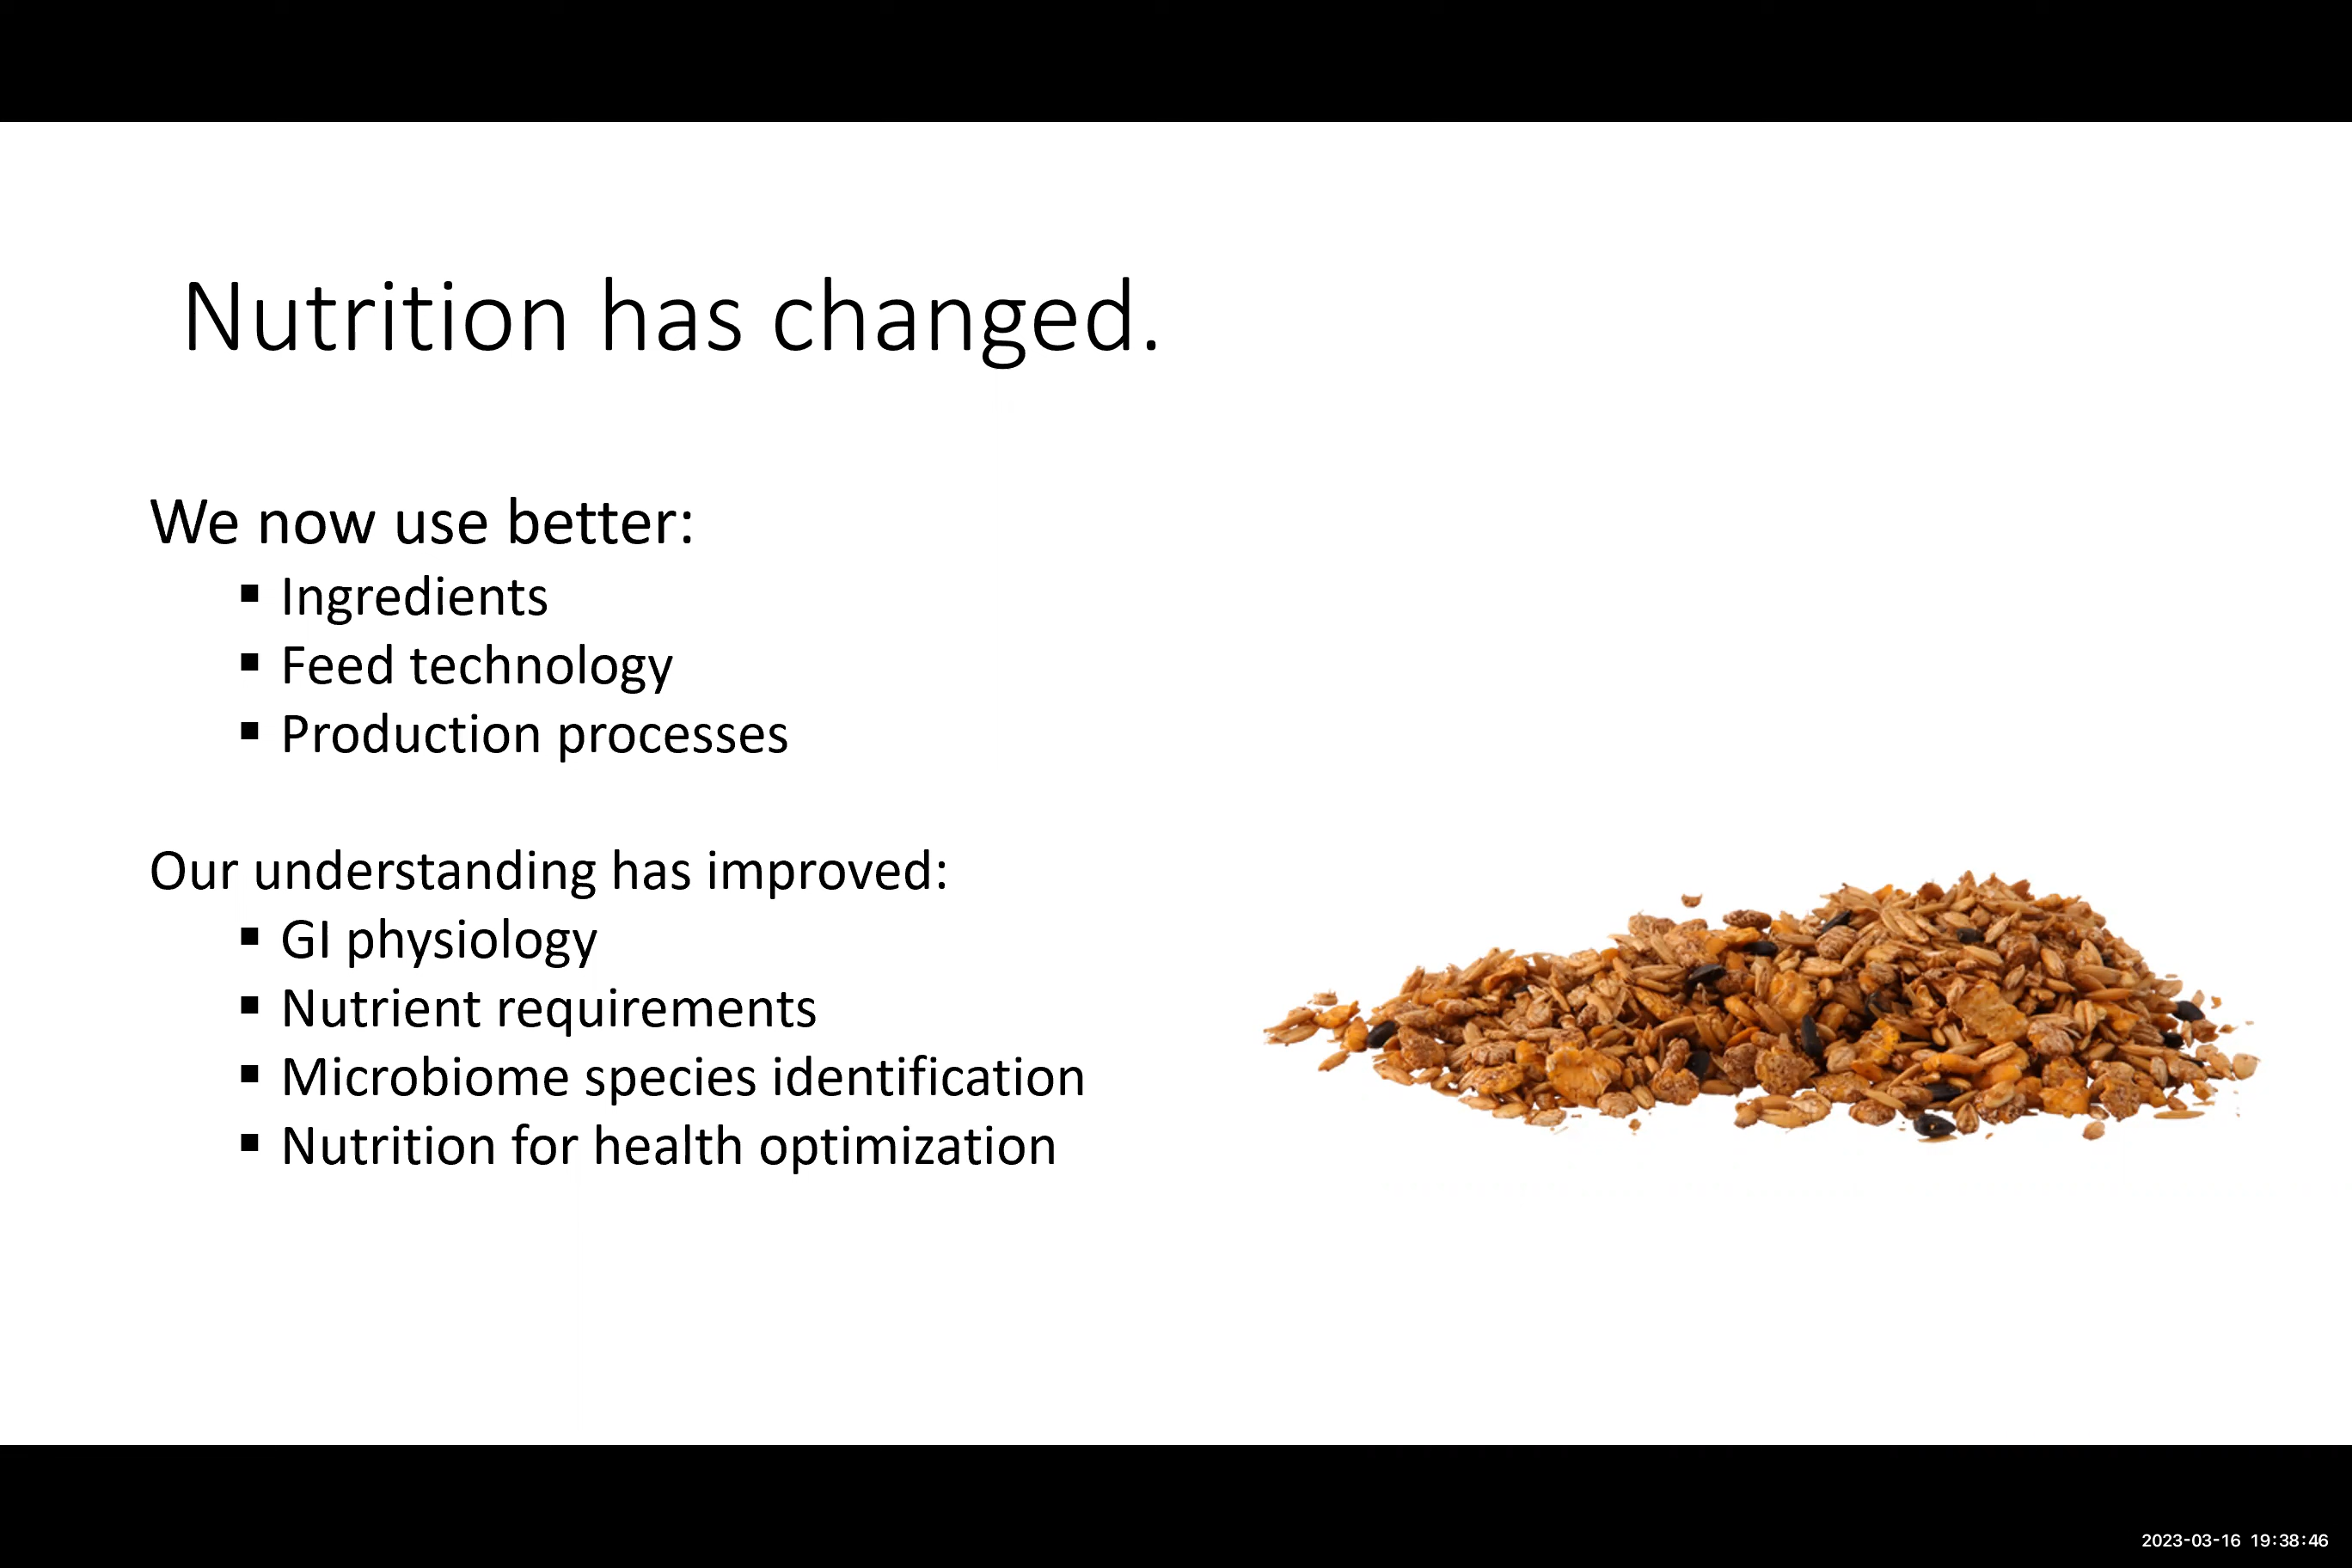 Nutrition has changed.
We now use better:
▪ Ingredients
▪ Feed technology
▪ Production processes
Our understanding has improved:
▪ GI physiology
▪ Nutrient requirements
▪ Microbiome species identification
▪ Nutrition for health optimization
2023-03-16 19:38:46